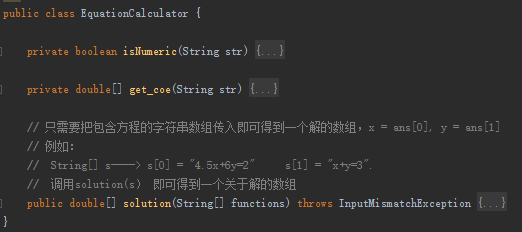 public class EquationCalculator {
private boolean isNumeric(String str) {...}
private double[] get_coe(String str) {...}
// 只需要把包含方程的字符串数组传入即可得到一个解的数组，x = ans[0], y = ans[1]
// 例如:
// String[] s----> s[0] = "4.5x+6y=2" s[1] = "x+y=3".
// 调用solution(s) 即可得到一个关于解的数组
public double[] solution(String[] functions) throws InputMismatchException {...}
}